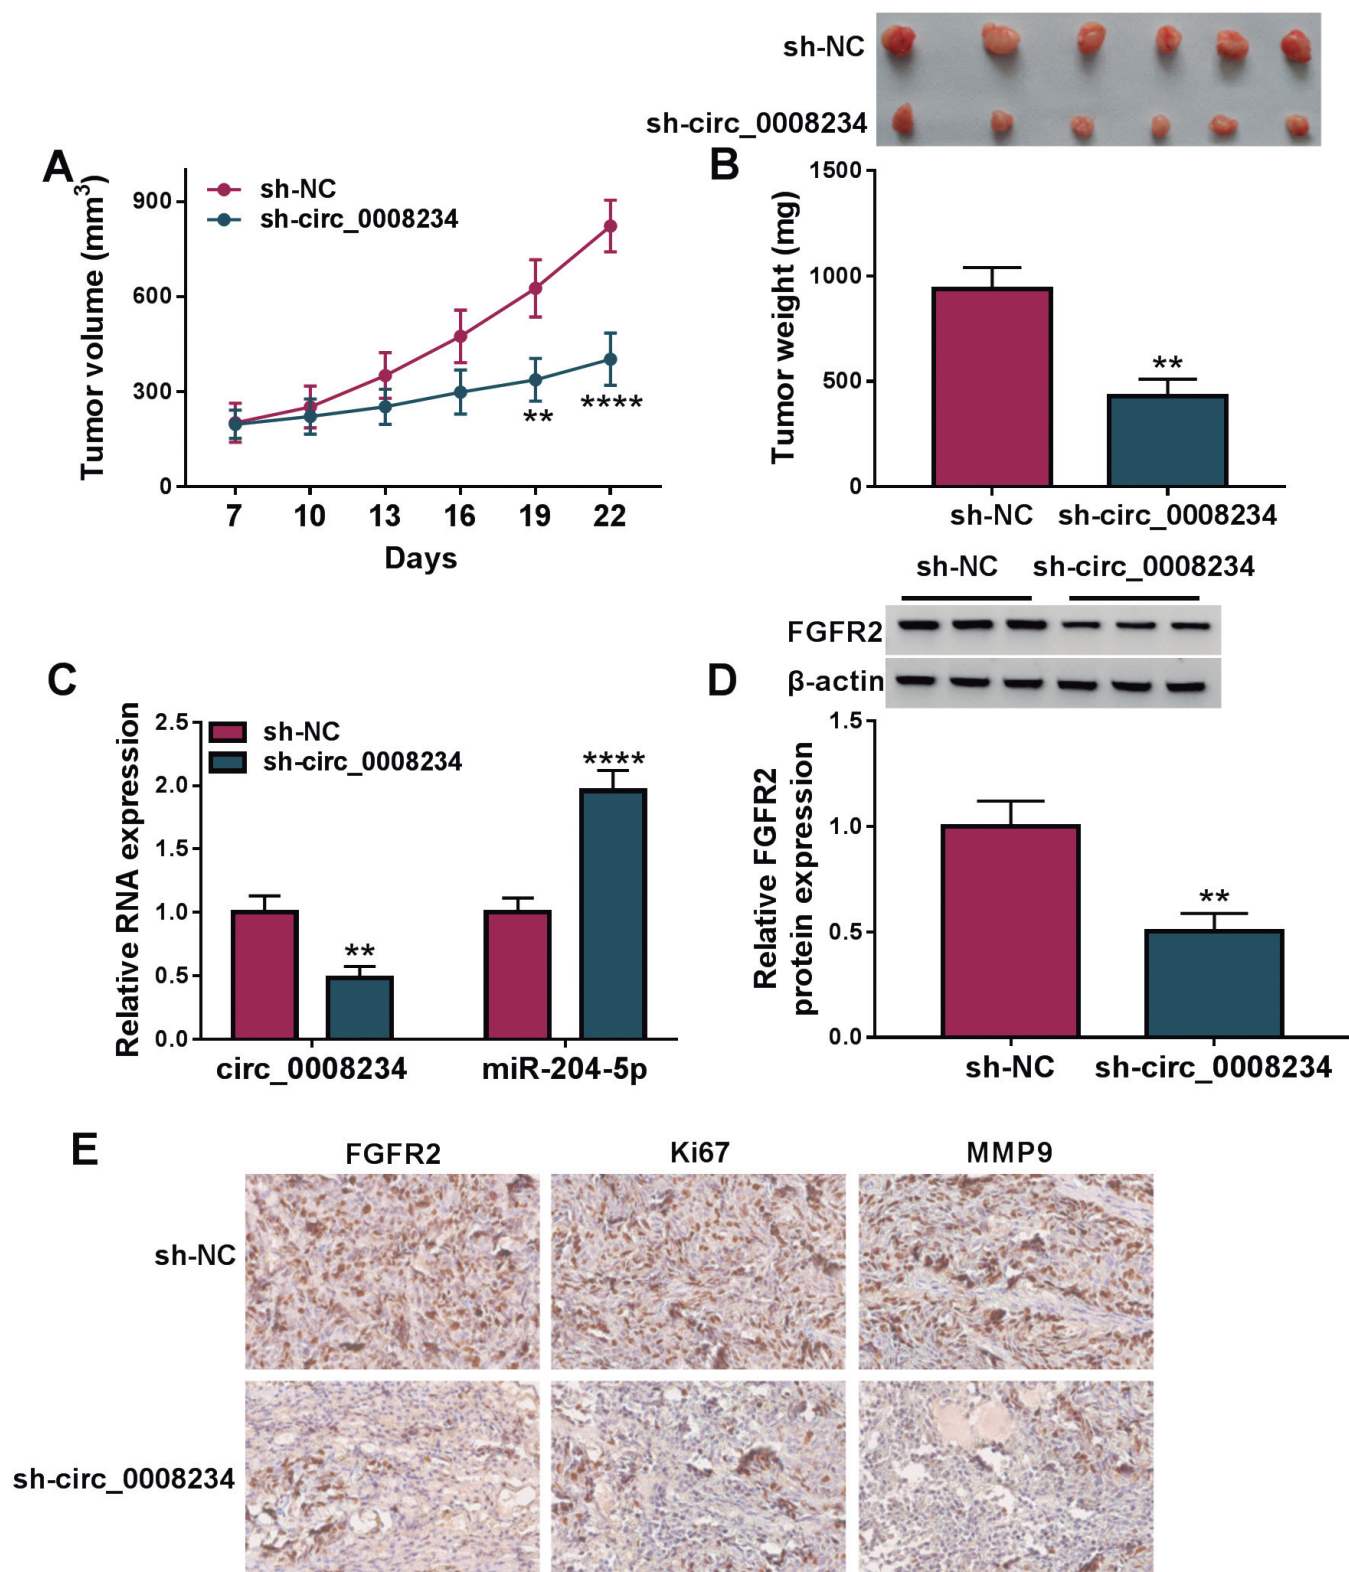 sh-NC
sh-circ_0008234
A
Tumor volume (mm3)
900
600
300
0
sh-NC
sh-circ_0008234
**
****
7 10 13 16 19 22
Days
B
Tumor weight (mg)
1500
1000
500
0
**
sh-NC sh-circ_0008234
C
Relative RNA expression
2.5
2.0
1.5
1.0
0.5
0.0
sh-NC
sh-circ_0008234
**
****
circ_0008234 miR-204-5p
D
sh-NC sh-circ_0008234
FGFR2
β-actin
Relative FGFR2
protein expression
1.5
1.0
0.5
0.0
**
sh-NC sh-circ_0008234
E
FGFR2 Ki67 MMP9
sh-NC
sh-circ_0008234